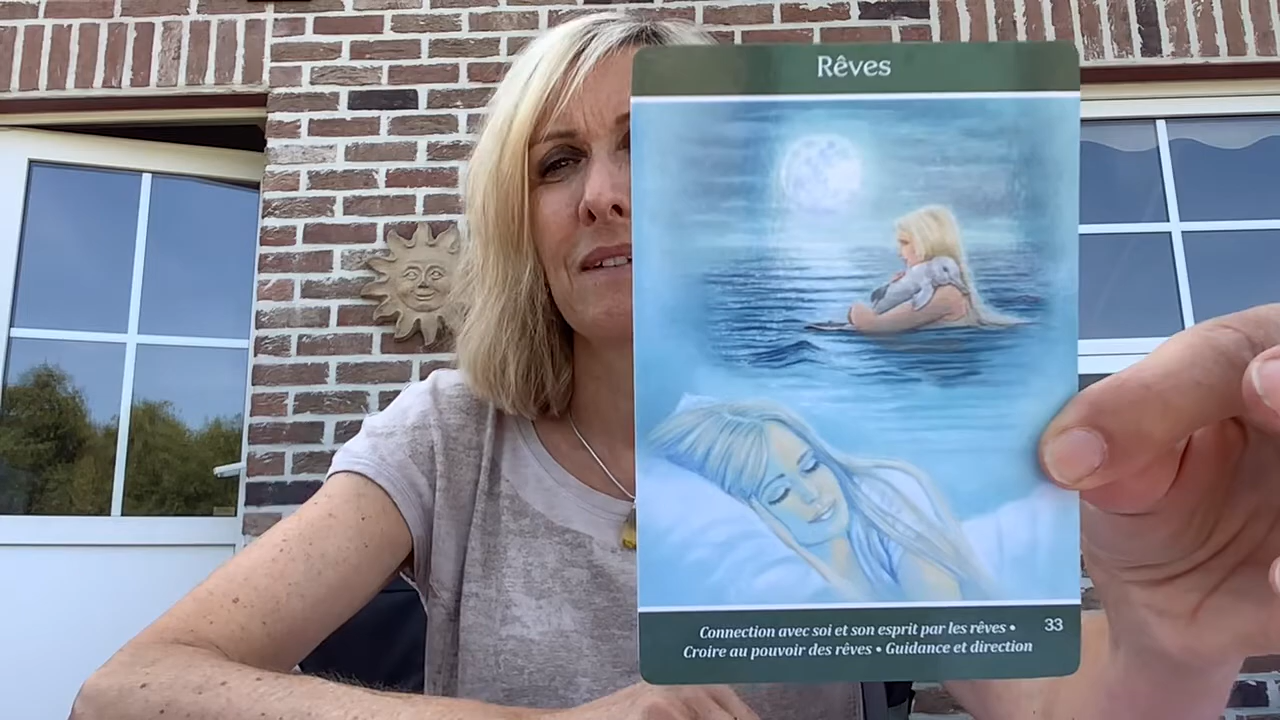 Rêves
Connection avec soi et son esprit par les rêves •
33
Croire au pouvoir des rêves • Guidance et direction